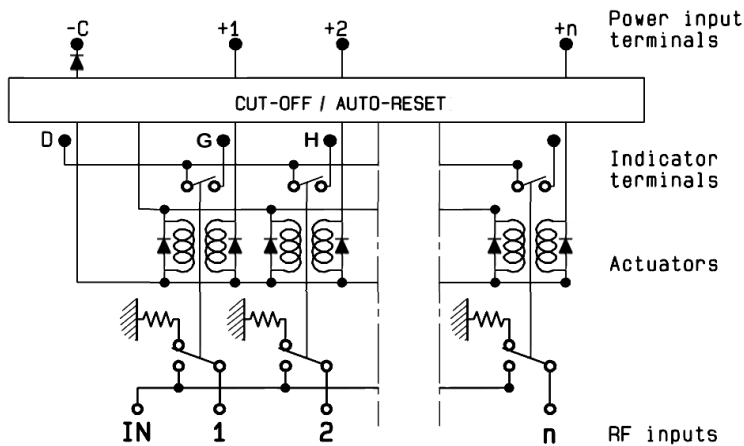 -C +1 +2 +n Power input
terminals
CUT-OFF / AUTO-RESET
D G H
Indicator
terminals
Actuators
IN 1 2 n RF inputs